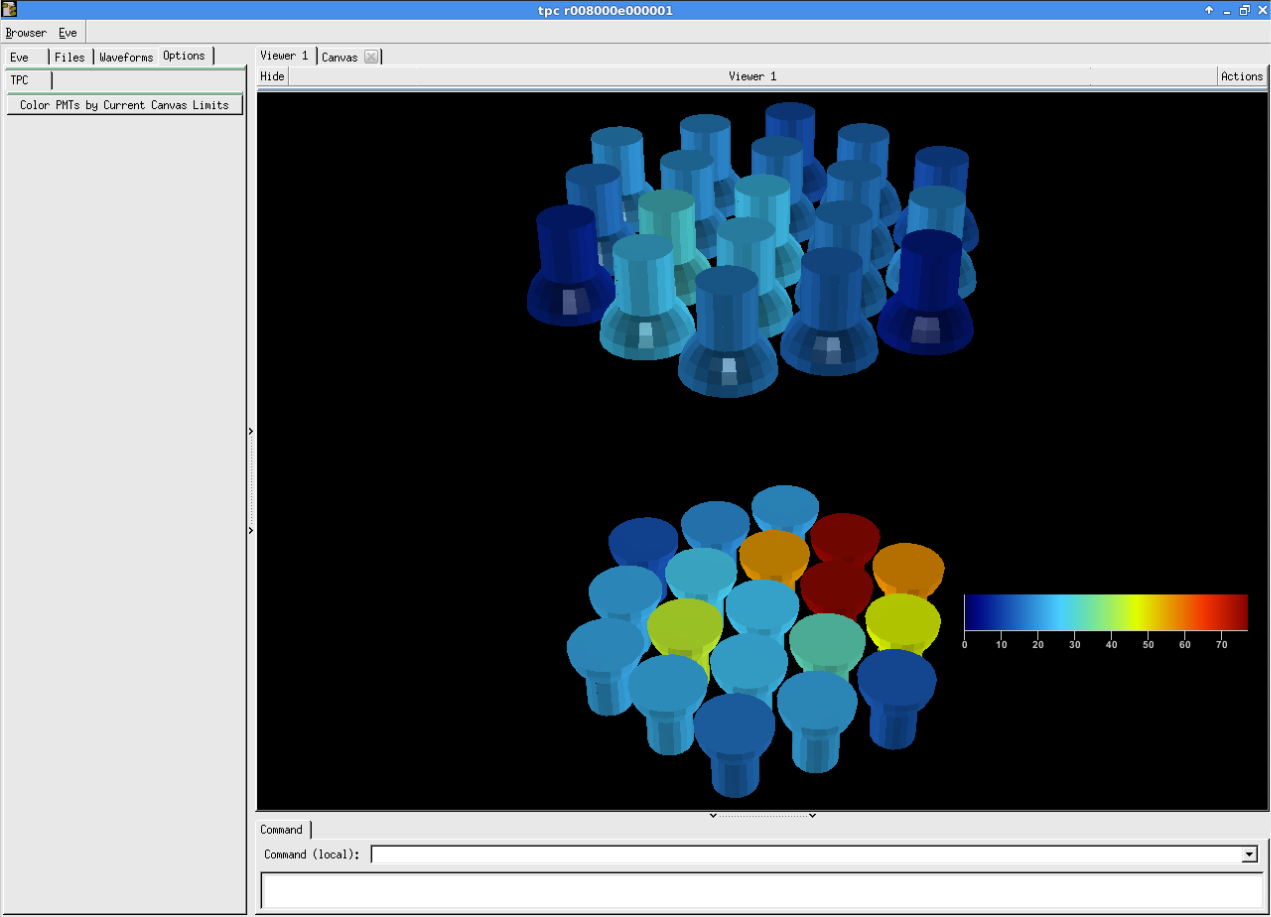 tpc r008000e000001
Browser Eve
Eve Files Waveforms Options
Viewer 1 Canvas
TPC
Hide Viewer 1 Actions
Color PMTs by Current Canvas Limits
0 10 20 30 40 50 60 70
Command
Command (local):